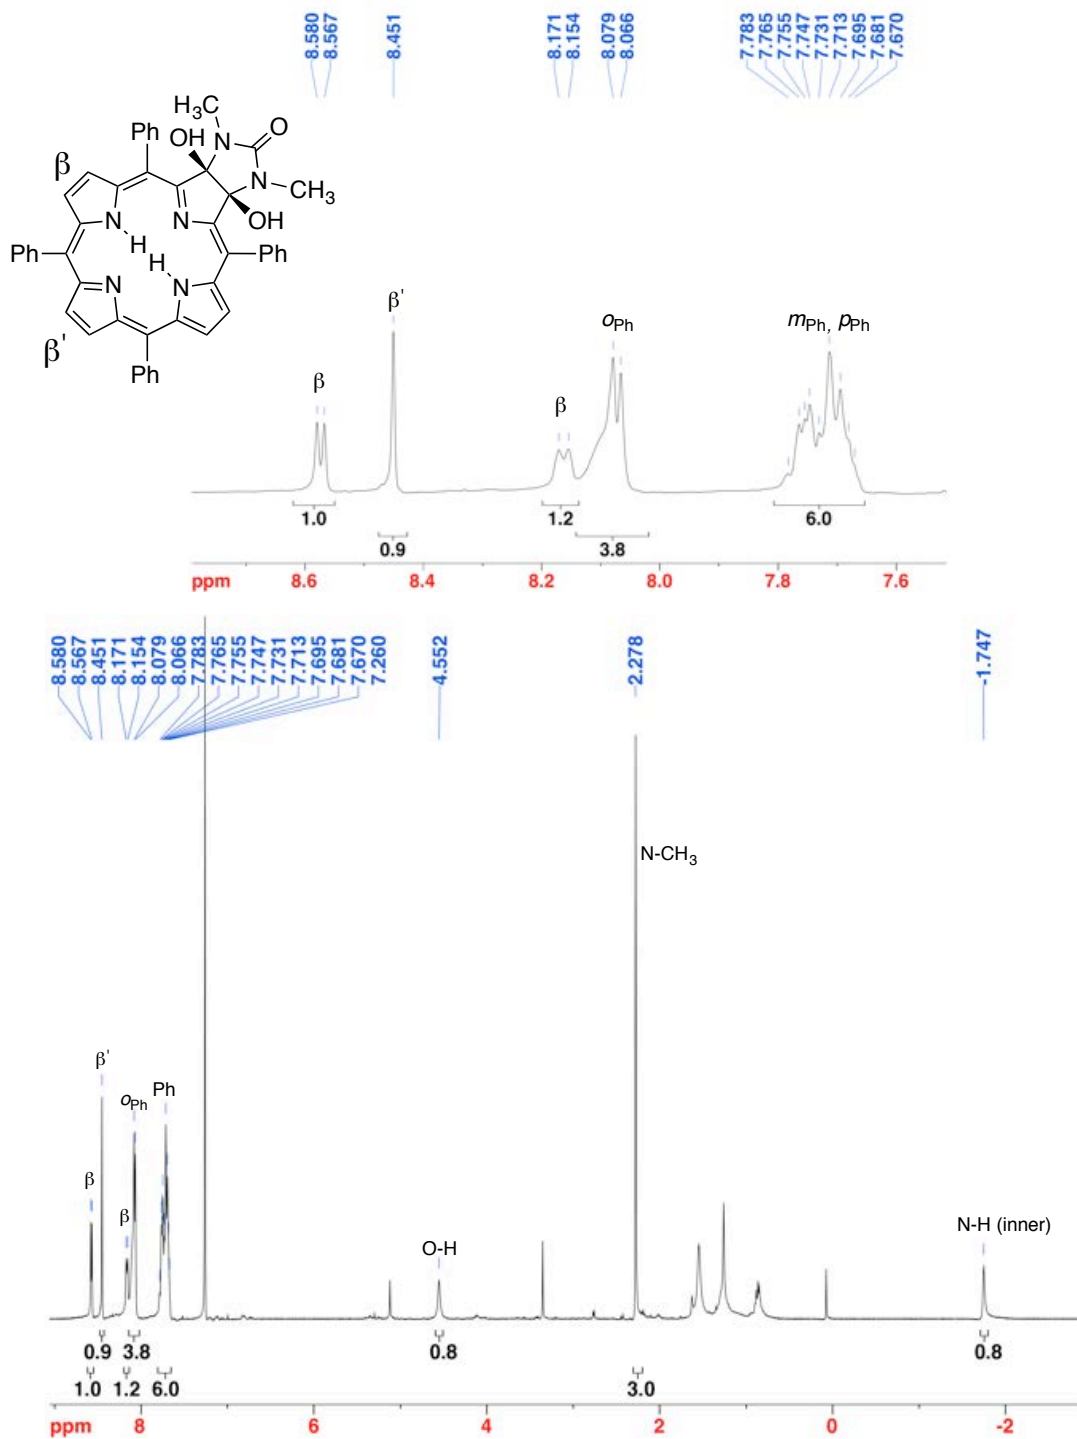 8.580
8.567
8.451
8.171
8.154
8.079
8.066
7.783
7.765
7.755
7.747
7.731
7.713
7.695
7.681
7.670
H3C
Ph
OH
N
O
β
N
CH3
N
N
OH
H
Ph
Ph
H
N
N
β'
Ph
β
β'
β
oPh
mPh, pPh
1.0
1.2
6.0
0.9
3.8
ppm
8.6
8.4
8.2
8.0
7.8
7.6
8.580
8.567
8.451
8.171
8.154
8.079
8.066
7.783
7.765
7.755
7.747
7.731
7.713
7.695
7.681
7.670
7.260
4.552
2.278
-1.747
N-CH3
β'
oPh
Ph
β
β
O-H
N-H (inner)
0.9
3.8
0.8
0.8
1.0
1.2
6.0
3.0
ppm
8
6
4
2
0
-2